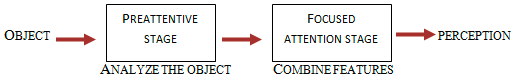 OBJECT
PREATTENTIVE
STAGE
ANALYZE THE OBJECT
FOCUSED
ATTENTION STAGE
COMBINE FEATURES
PERCEPTION